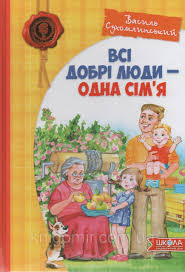 Василь
Сухомлинський
ВСІ
ДОБРІ ЛЮДИ –
ОДНА СІМ'Я
ШКОЛА